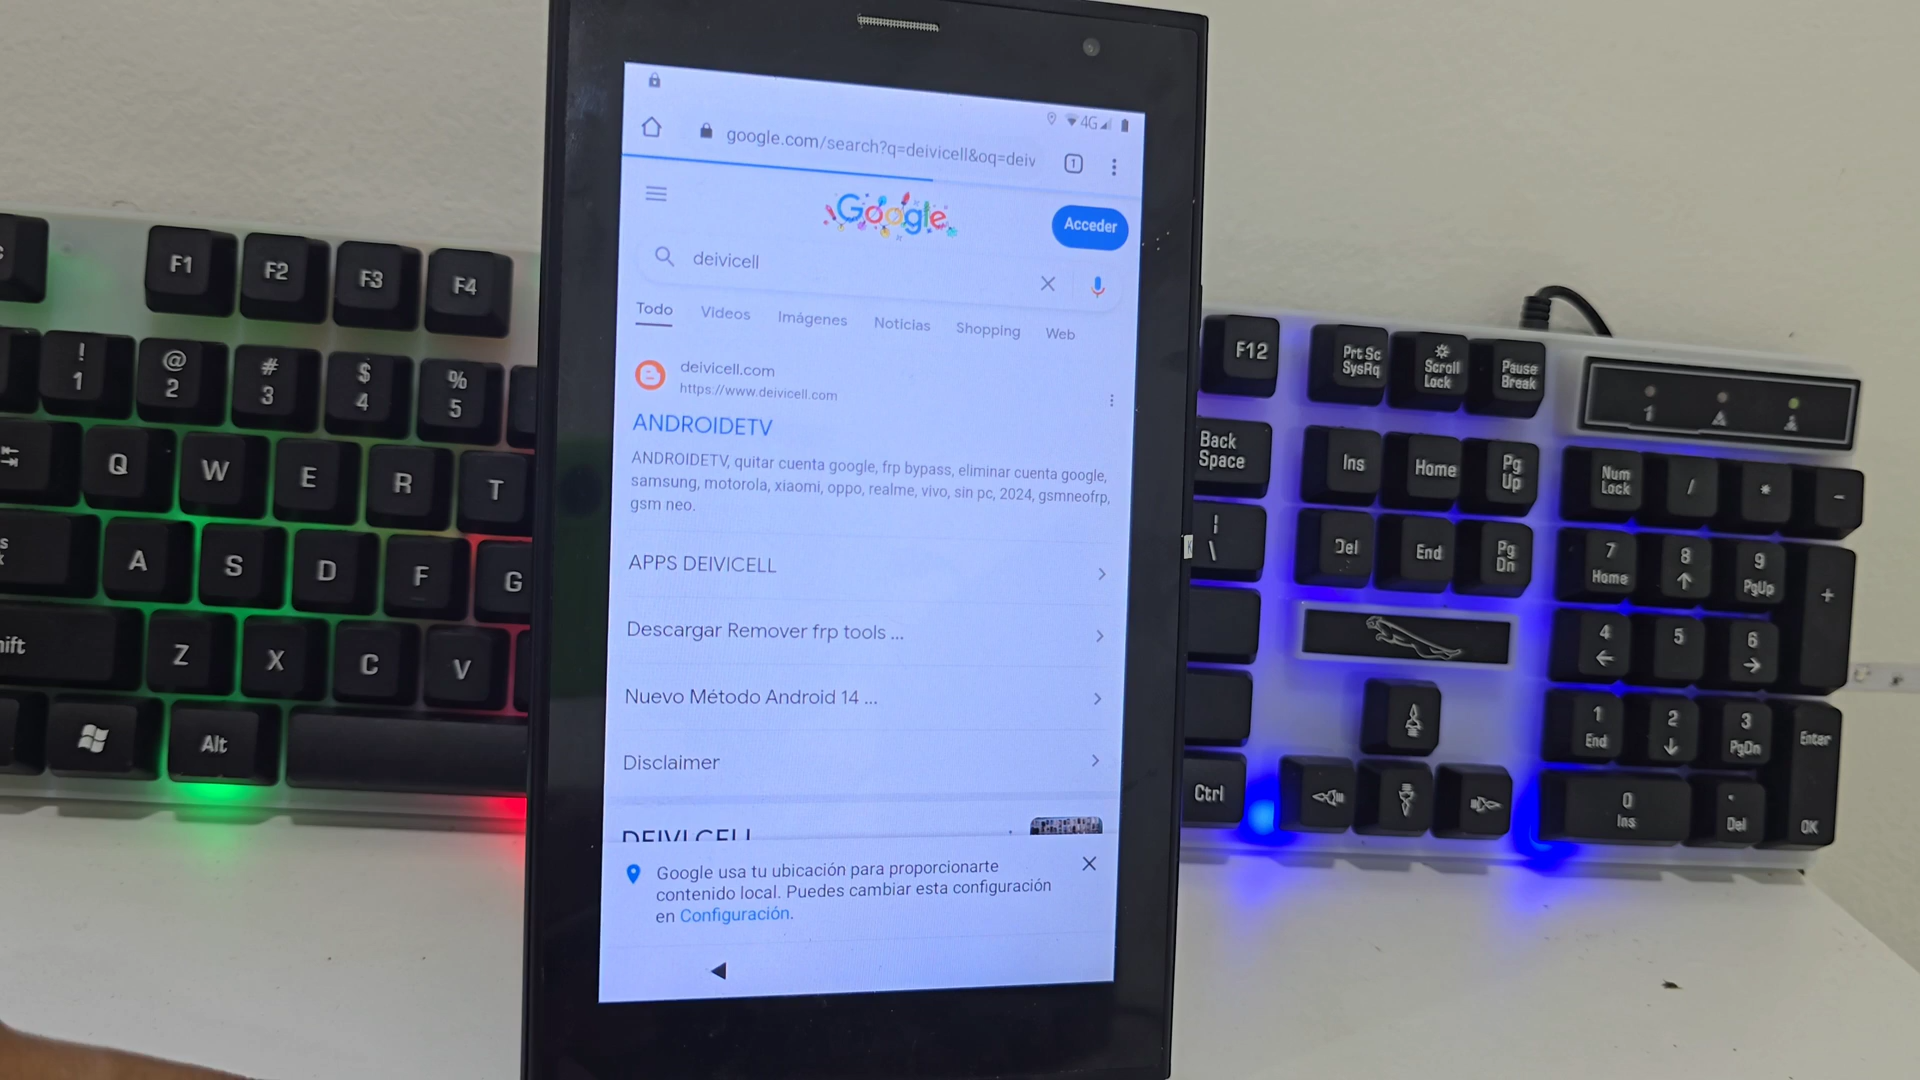 4G
google.com/search?q=deivicell&oq=deiv
1
Google
Acceder
deivicell
Todo Videos Imágenes Noticias Shopping Web
deivicell.com
https://www.deivicell.com
ANDROIDETV
ANDROIDETV, quitar cuenta google, frp bypass, eliminar cuenta google,
samsung, motorola, xiaomi, oppo, realme, vivo, sin pc, 2024, gsmneofrp,
gsm neo.
APPS DEIVICELL
Descargar Remover frp tools ...
Nuevo Método Android 14 ...
Disclaimer
DEIVI CELL
Google usa tu ubicación para proporcionarte
contenido local. Puedes cambiar esta configuración
en Configuración.
F1 F2 F3 F4
! @ # $ %
1 2 3 4 5
Q W E R T
A S D F G
Z X C V
Alt
F12 Prt Sc SysRq Scroll Lock Pause Break
1 A
Back Space Ins Home Pg Up Num Lock / * -
| \ Del End Pg Dn 7 Home 8 9 PgUp +
4 5 6
1 End 2 3 PgDn Enter
Ctrl 0 Ins . Del OK